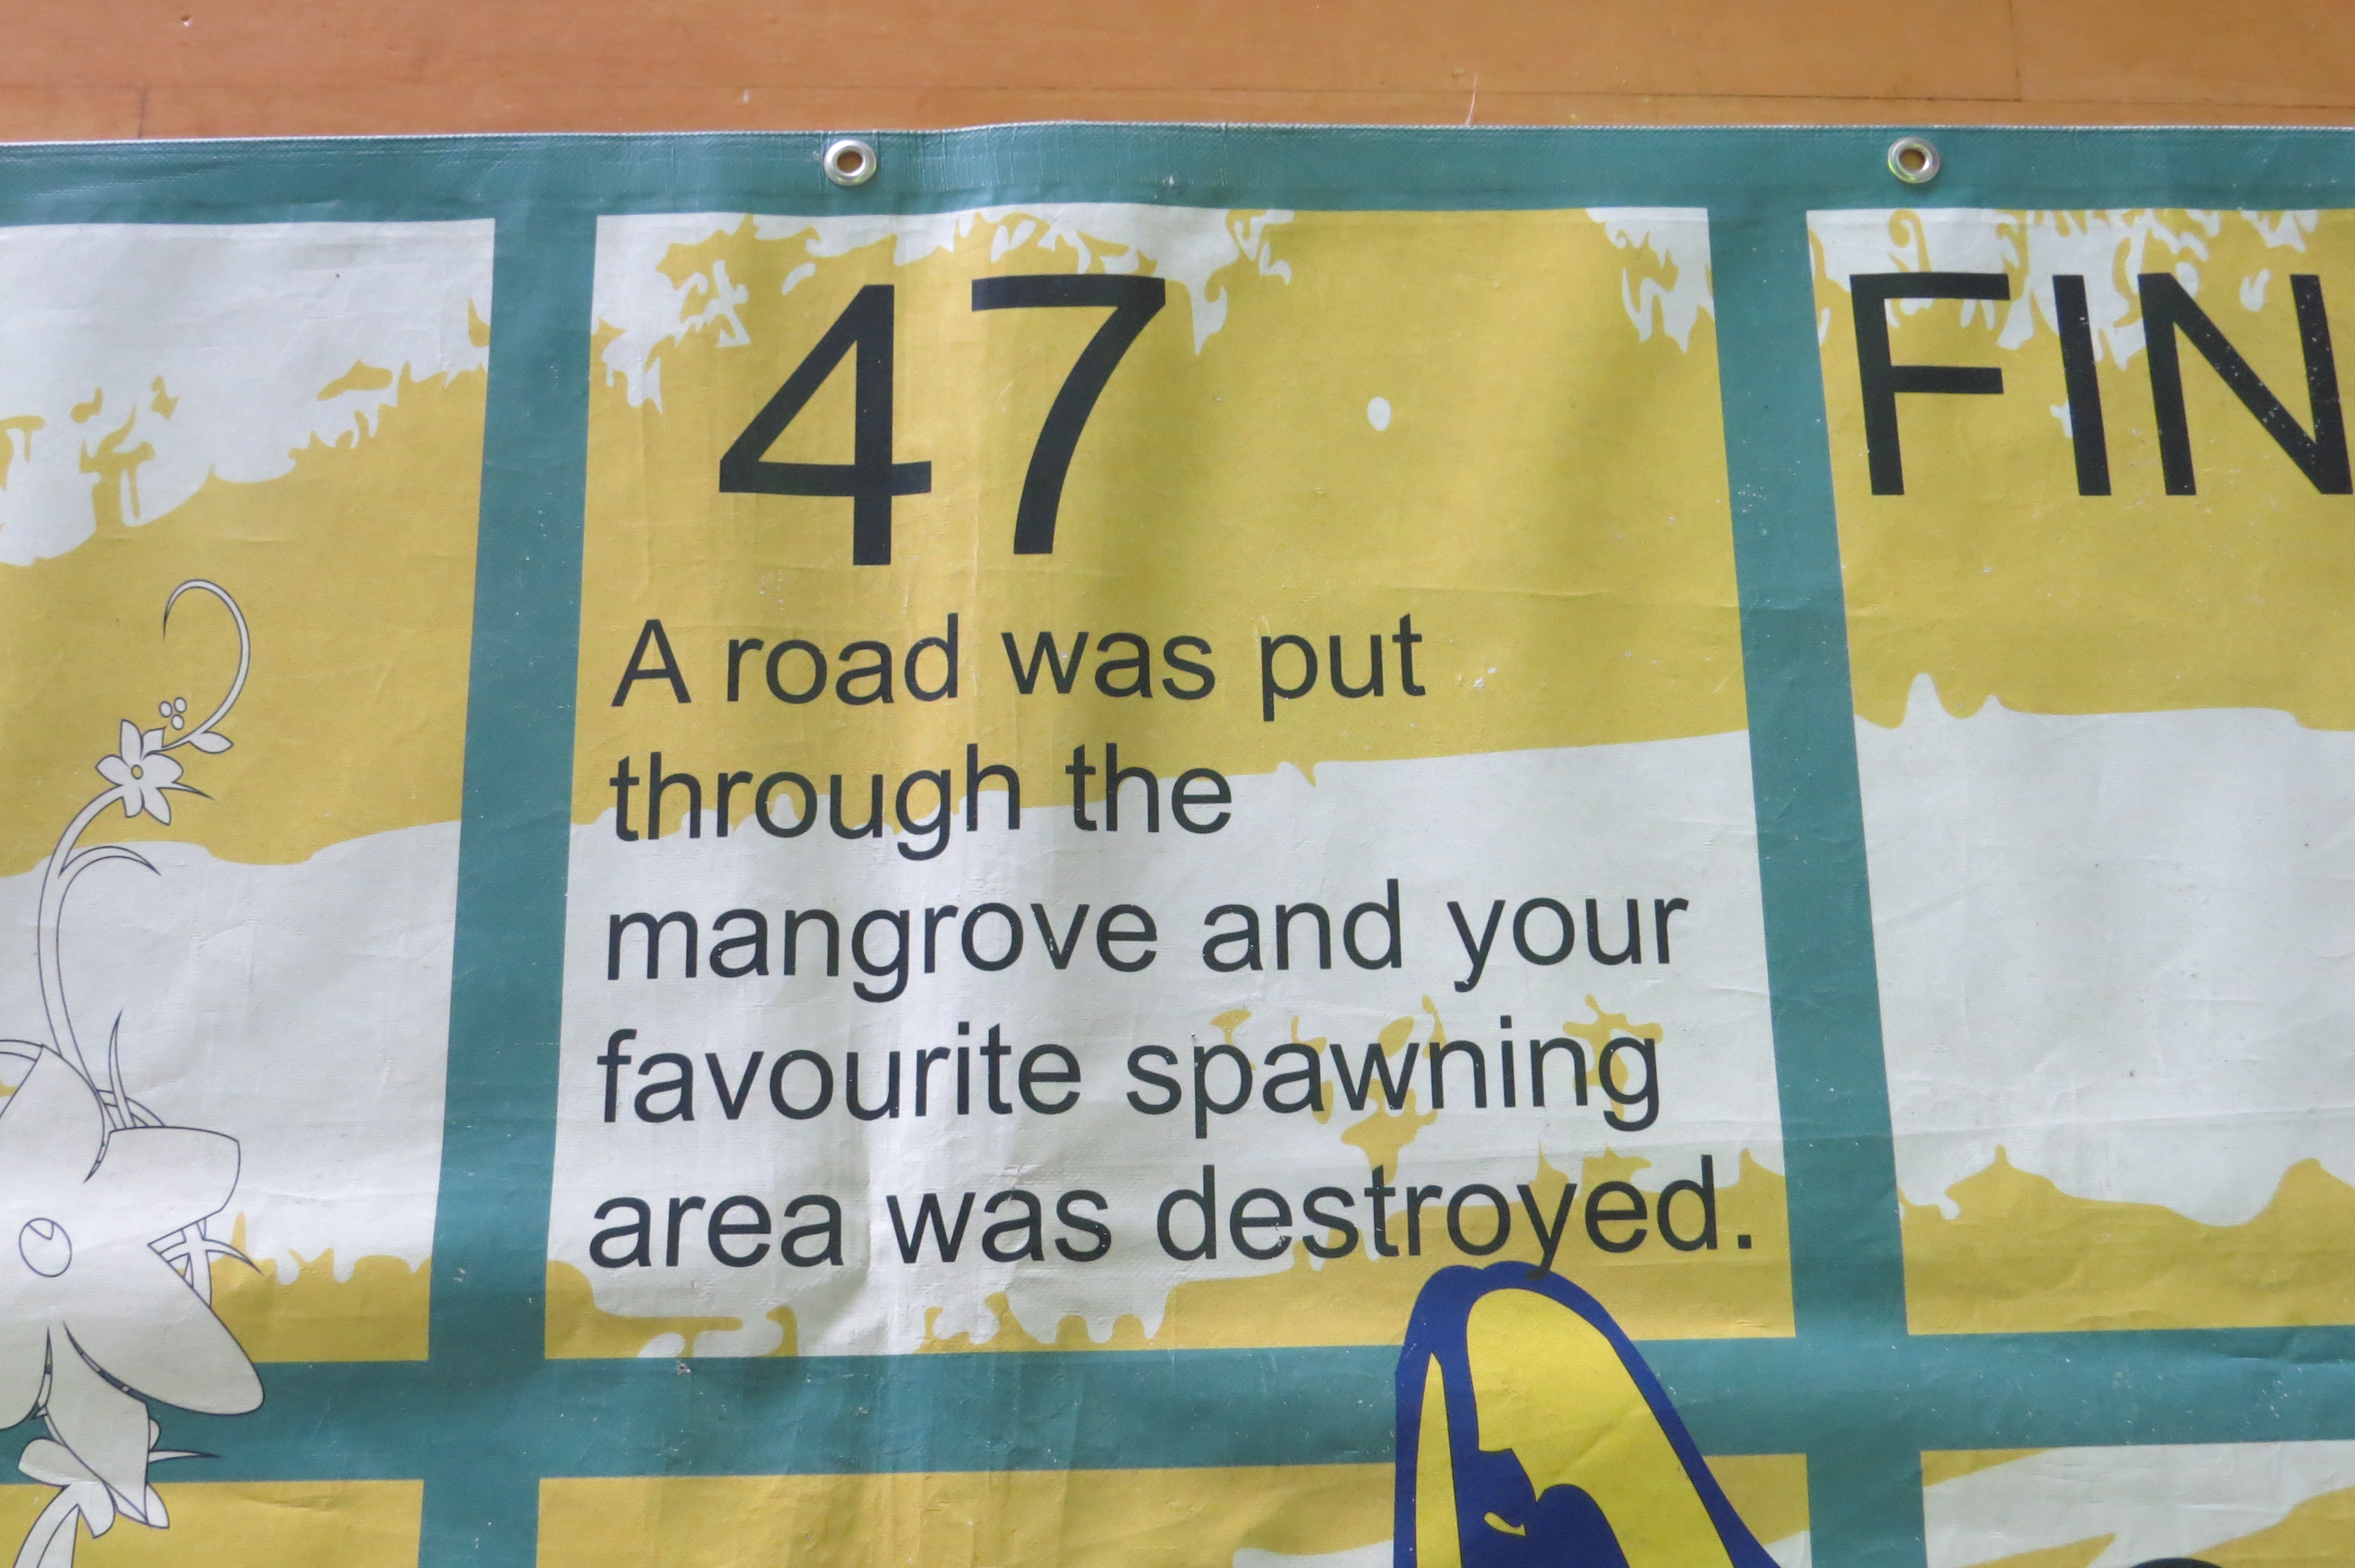 47
A road was put
through the
mangrove and your
favourite spawning
area was destroyed.
FIN